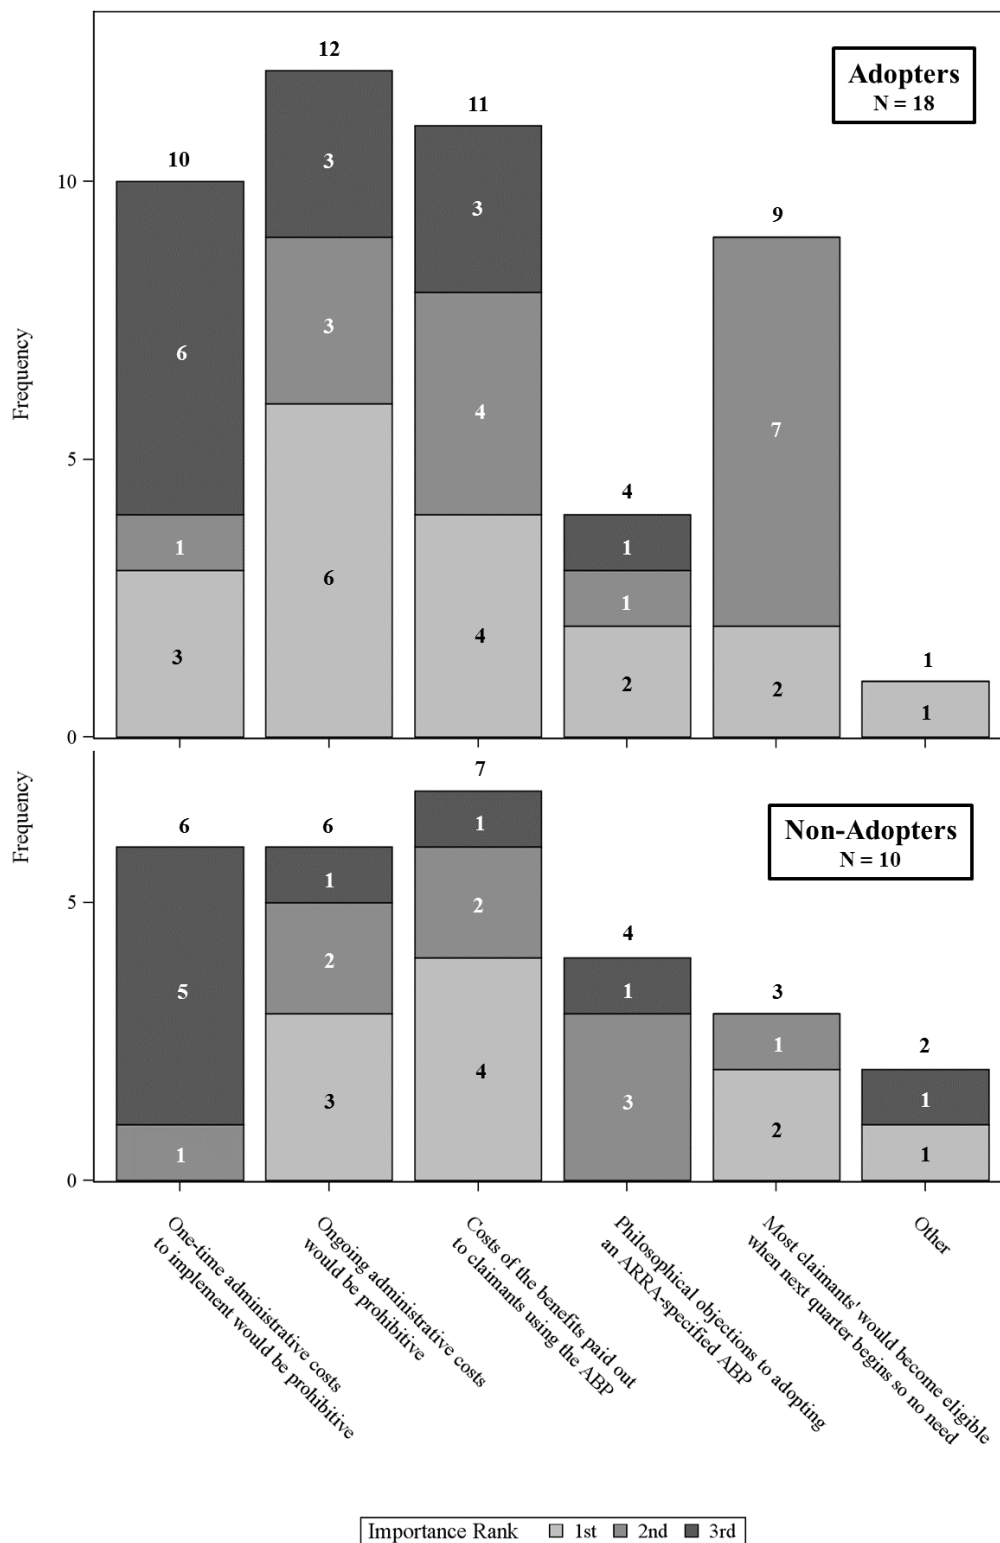 Adopters
N = 18
12
11
10
9
4
1
3
3
6
3
4
7
1
1
1
3
6
4
2
2
1
Frequency
10
5
0
Non-Adopters
N = 10
7
6
6
4
3
2
1
1
2
2
5
1
1
1
3
4
3
2
1
1
Frequency
5
0
One-time administrative costs
to implement would be prohibitive
Ongoing administrative costs
would be prohibitive
Costs of the benefits paid out
to claimants using the ABP
Philosophical objections to adopting
an ARRA-specified ABP
Most claimants' would become eligible
when next quarter begins so no need
Other
Importance Rank 1st 2nd 3rd